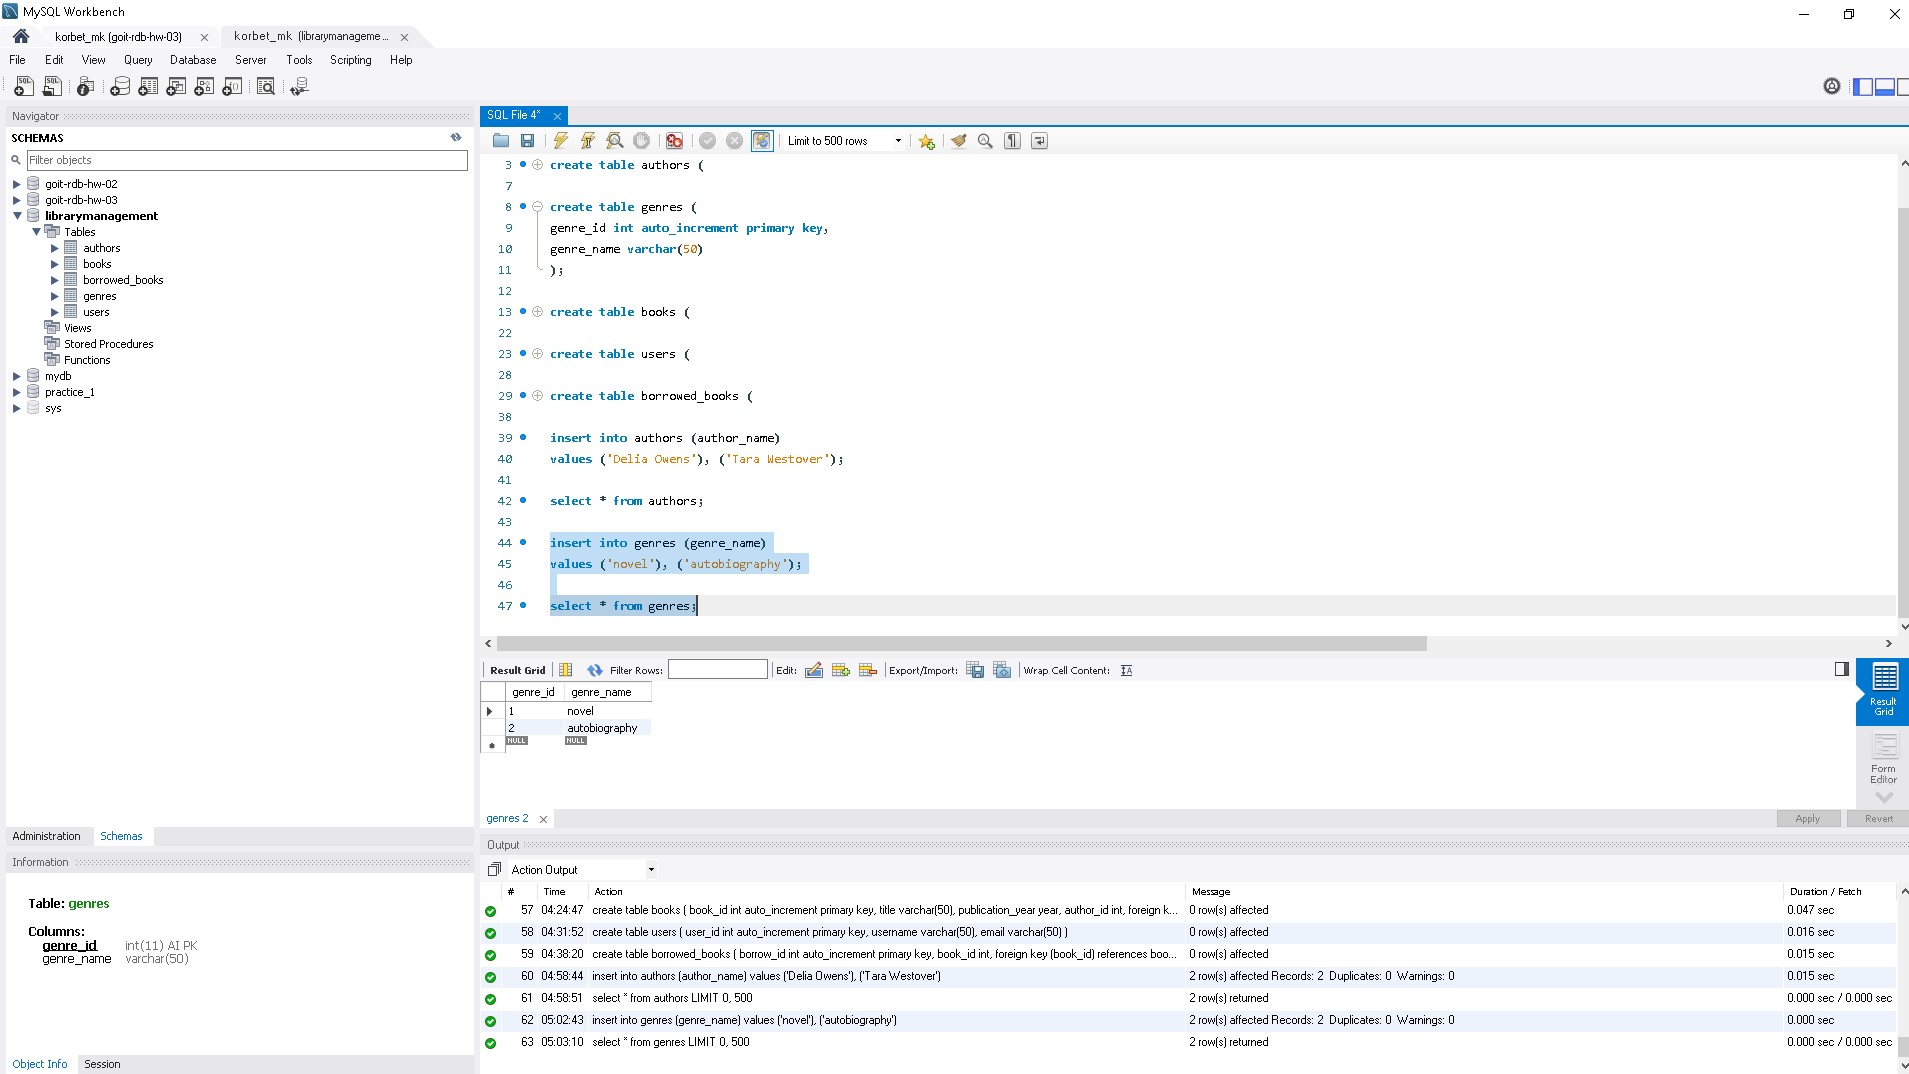 MySQL Workbench
korbet_mk (goit-rdb-hw-03)
korbet_mk (librarymanageme...
File Edit View Query Database Server Tools Scripting Help
Navigator
SCHEMAS
Filter objects
goit-rdb-hw-02
goit-rdb-hw-03
librarymanagement
Tables
authors
books
borrowed_books
genres
users
Views
Stored Procedures
Functions
mydb
practice_1
sys
Administration Schemas
Information
Table: genres
Columns:
genre_id int(11) AI PK
genre_name varchar(50)
Object Info Session
SQL File 4*
Limit to 500 rows
3 create table authors (
7
8 create table genres (
9 genre_id int auto_increment primary key,
10 genre_name varchar(50)
11 );
12
13 create table books (
22
23 create table users (
28
29 create table borrowed_books (
38
39 insert into authors (author_name)
40 values ('Delia Owens'), ('Tara Westover');
41
42 select * from authors;
43
44 insert into genres (genre_name)
45 values ('novel'), ('autobiography');
46
47 select * from genres;
Result Grid Filter Rows: Edit: Export/Import: Wrap Cell Content:
genre_id genre_name
1 novel
2 autobiography
NULL NULL
Result Grid
Form Editor
genres 2
Apply Revert
Output
Action Output
# Time Action Message Duration / Fetch
57 04:24:47 create table books ( book_id int auto_increment primary key, title varchar(50), publication_year year, author_id int, foreign k... 0 row(s) affected 0.047 sec
58 04:31:52 create table users ( user_id int auto_increment primary key, username varchar(50), email varchar(50) ) 0 row(s) affected 0.016 sec
59 04:38:20 create table borrowed_books ( borrow_id int auto_increment primary key, book_id int, foreign key (book_id) references boo... 0 row(s) affected 0.015 sec
60 04:58:44 insert into authors (author_name) values ('Delia Owens'), ('Tara Westover') 2 row(s) affected Records: 2 Duplicates: 0 Warnings: 0 0.015 sec
61 04:58:51 select * from authors LIMIT 0, 500 2 row(s) returned 0.000 sec / 0.000 sec
62 05:02:43 insert into genres (genre_name) values ('novel'), ('autobiography') 2 row(s) affected Records: 2 Duplicates: 0 Warnings: 0 0.000 sec
63 05:03:10 select * from genres LIMIT 0, 500 2 row(s) returned 0.000 sec / 0.000 sec